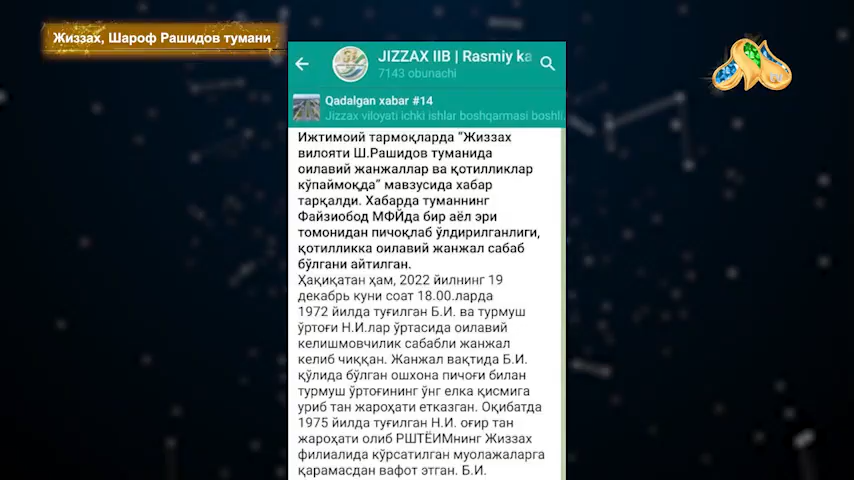 Жиззах, Шароф Рашидов тумани
JIZZAX IIB | Rasmiy ka
7143 obunachi
Qadalgan xabar #14
Jizzax viloyati ichki ishlar boshqarmasi boshli
Ижтимоий тармоқларда “Жиззах
вилояти Ш.Рашидов туманида
оилавий жанжаллар ва қотилликлар
кўпаймоқда” мавзусида хабар
тарқалди. Хабарда туманнинг
Файзиобод МФЙда бир аёл эри
томонидан пичоқлаб ўлдирилганлиги,
қотилликка оилавий жанжал сабаб
бўлгани айтилган.
Ҳақиқатан ҳам, 2022 йилнинг 19
декабрь куни соат 18.00.ларда
1972 йилда туғилган Б.И. ва турмуш
ўртоғи Н.И.лар ўртасида оилавий
келишмовчилик сабабли жанжал
келиб чиққан. Жанжал вақтида Б.И.
қўлида бўлган ошхона пичоғи билан
турмуш ўртоғининг ўнг елка қисмига
уриб тан жароҳати етказган. Оқибатда
1975 йилда туғилган Н.И. оғир тан
жароҳати олиб РШТЁИМнинг Жиззах
филиалида кўрсатилган муолажаларга
қарамасдан вафот этган. Б.И.
TV